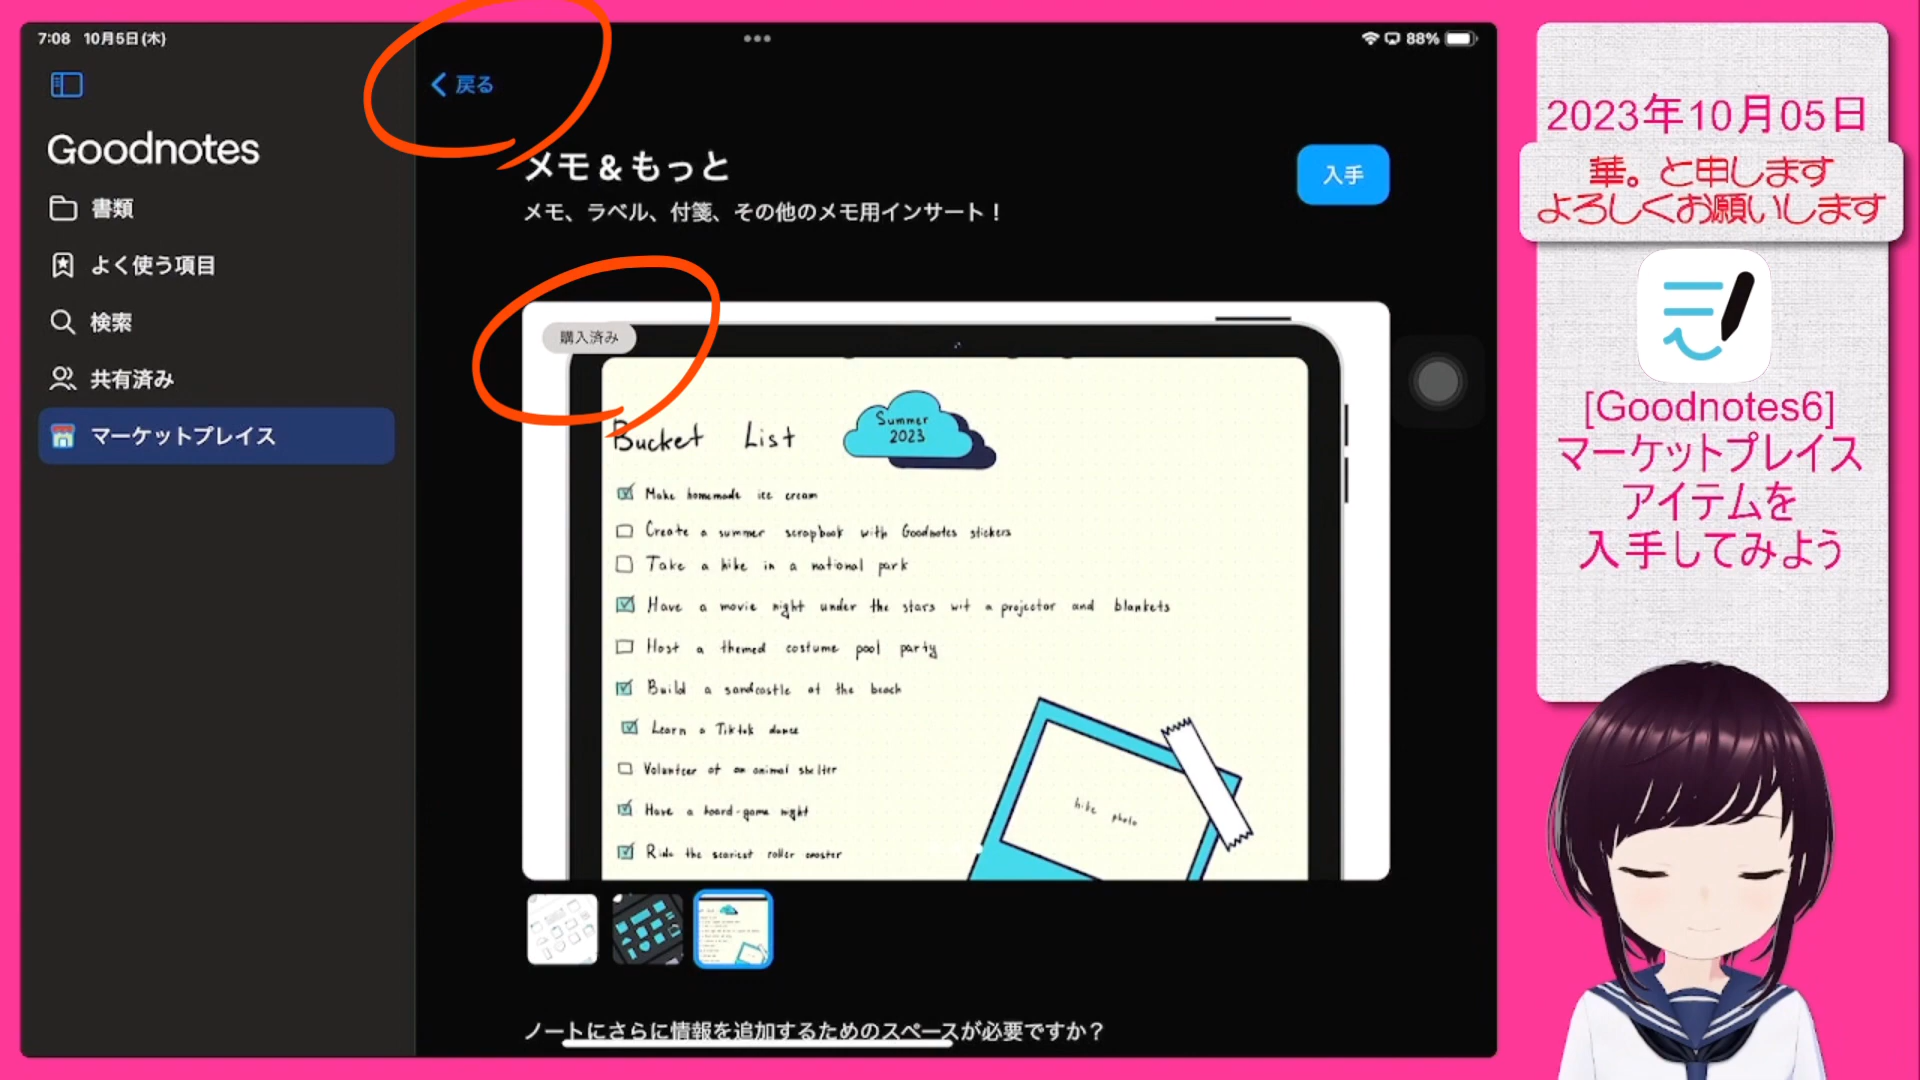 7:08 10月5日(木)
88%
戻る
Goodnotes
書類
よく使う項目
検索
共有済み
マーケットプレイス
メモ & もっと
入手
メモ、ラベル、付箋、その他のメモ用インサート！
購入済み
Bucket List
Summer
2023
Make homemade ice cream
Create a summer scrapbook with Goodnotes stickers
Take a hike in a national park
Have a movie night under the stars wit a projector and blankets
Host a themed costume pool party
Build a sandcastle at the beach
Learn a Tiktok dance
Volunteer at an animal shelter
Have a board-game night
Ride the scariest roller coaster
hike photo
ノートにさらに情報を追加するためのスペースが必要ですか？
2023年10月05日
華。と申します
よろしくお願いします
[Goodnotes6]
マーケットプレイス
アイテムを
入手してみよう